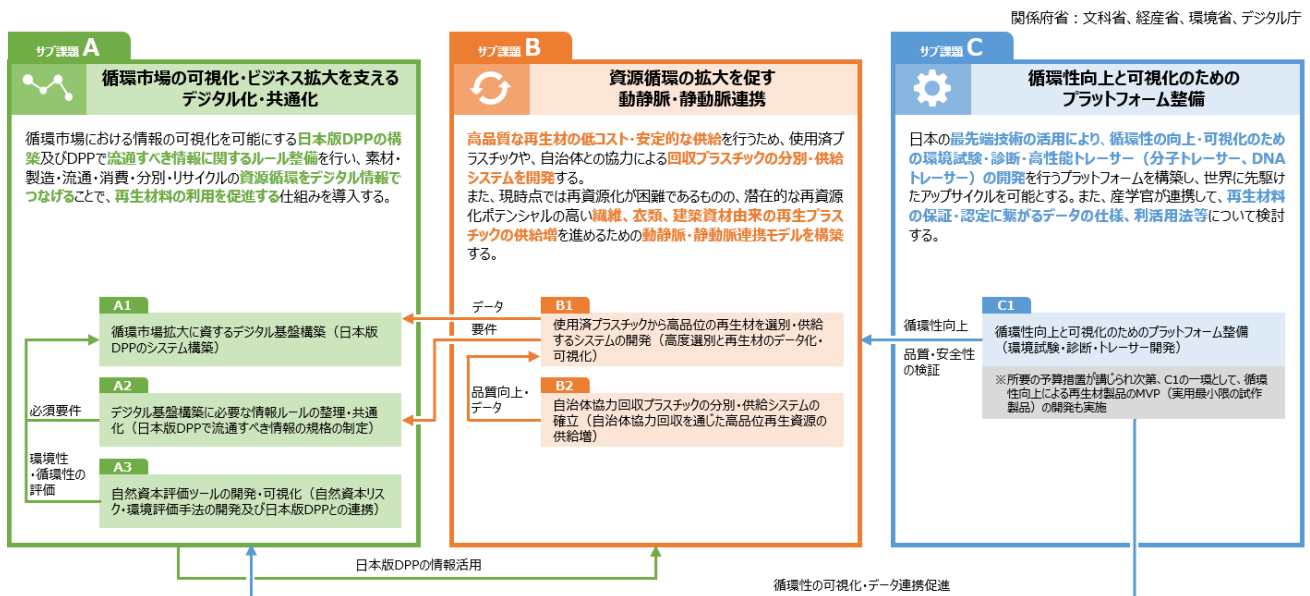 関係府省：文科省、経産省、環境省、デジタル庁
サブ課題 A
循環市場の可視化・ビジネス拡大を支える
デジタル化・共通化
循環市場における情報の可視化を可能にする日本版DPPの構
築及びDPPで流通すべき情報に関するルール整備を行い、素材・
製造・流通・消費・分別・リサイクルの資源循環をデジタル情報で
つなげることで、再生材料の利用を促進する仕組みを導入する。
A1
循環市場拡大に資するデジタル基盤構築（日本版
DPPのシステム構築）
A2
デジタル基盤構築に必要な情報ルールの整理・共通
化（日本版DPPで流通すべき情報の規格の制定）
A3
自然資本評価ツールの開発・可視化（自然資本リス
ク・環境評価手法の開発及び日本版DPPとの連携）
必須要件
環境性
・循環性の
評価
サブ課題 B
資源循環の拡大を促す
動静脈・静動脈連携
高品質な再生材の低コスト・安定的な供給を行うため、使用済プ
ラスチックや、自治体との協力による回収プラスチックの分別・供給
システムを開発する。
また、現時点では再資源化が困難であるものの、潜在的な再資源
化ポテンシャルの高い繊維、衣類、建築資材由来の再生プラス
チックの供給増を進めるための動静脈・静動脈連携モデルを構築
する。
データ
要件
B1
使用済プラスチックから高品位の再生材を選別・供給
するシステムの開発（高度選別と再生材のデータ化・
可視化）
品質向上・
データ
B2
自治体協力回収プラスチックの分別・供給システムの
確立（自治体協力回収を通じた高品位再生資源の
供給増）
サブ課題 C
循環性向上と可視化のための
プラットフォーム整備
日本の最先端技術の活用により、循環性の向上・可視化のため
の環境試験・診断・高性能トレーサー（分子トレーサー、DNA
トレーサー）の開発を行うプラットフォームを構築し、世界に先駆け
たアップサイクルを可能とする。また、産学官が連携して、再生材料
の保証・認定に繋がるデータの仕様、利活用法等について検討
する。
循環性向上
品質・安全性
の検証
C1
循環性向上と可視化のためのプラットフォーム整備
（環境試験・診断・トレーサー開発）
※所要の予算措置が講じられ次第、C1の一環として、循環
性向上による再生材製品のMVP（実用最小限の試作
製品）の開発も実施
日本版DPPの情報活用
循環性の可視化・データ連携促進